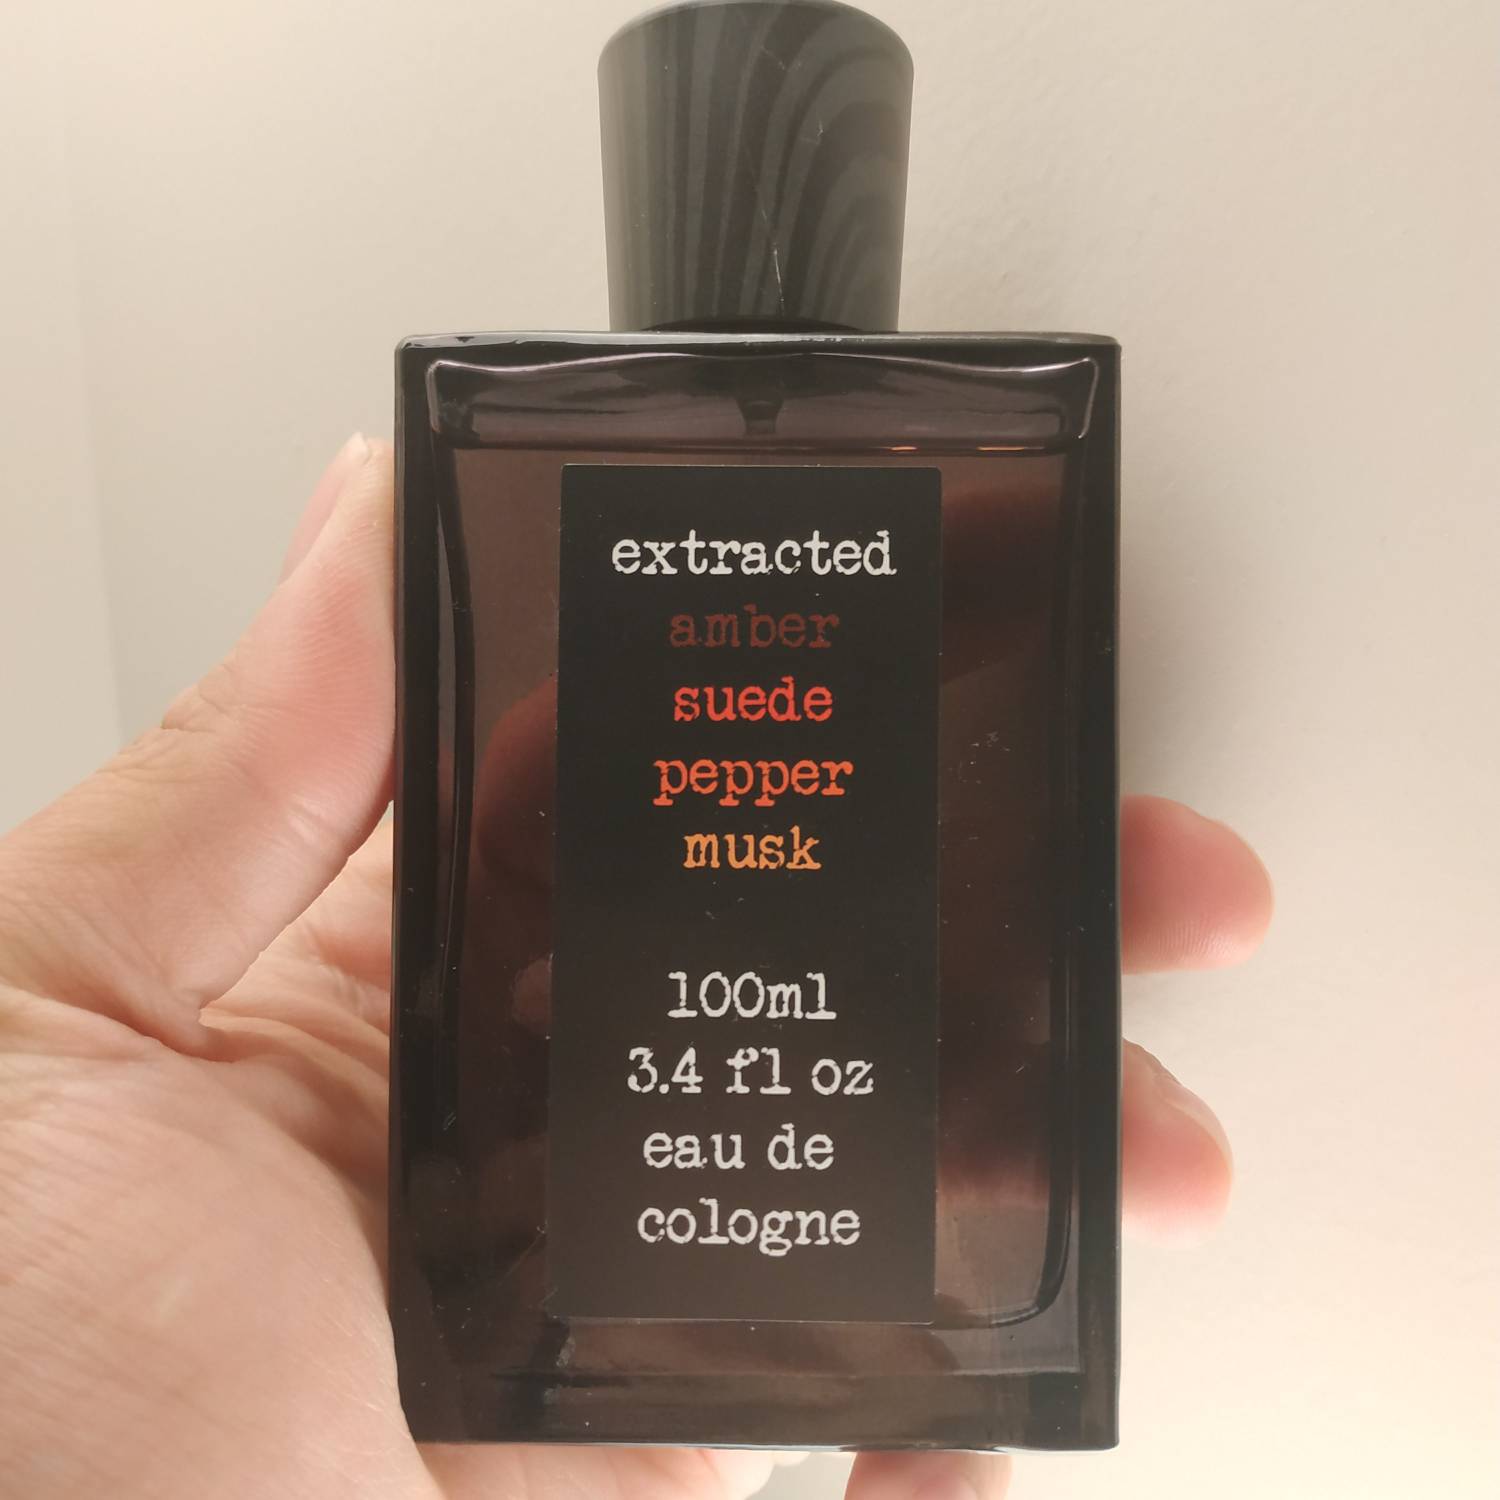 extracted
amber
suede
pepper
musk
100ml
3.4 fl oz
eau de
cologne